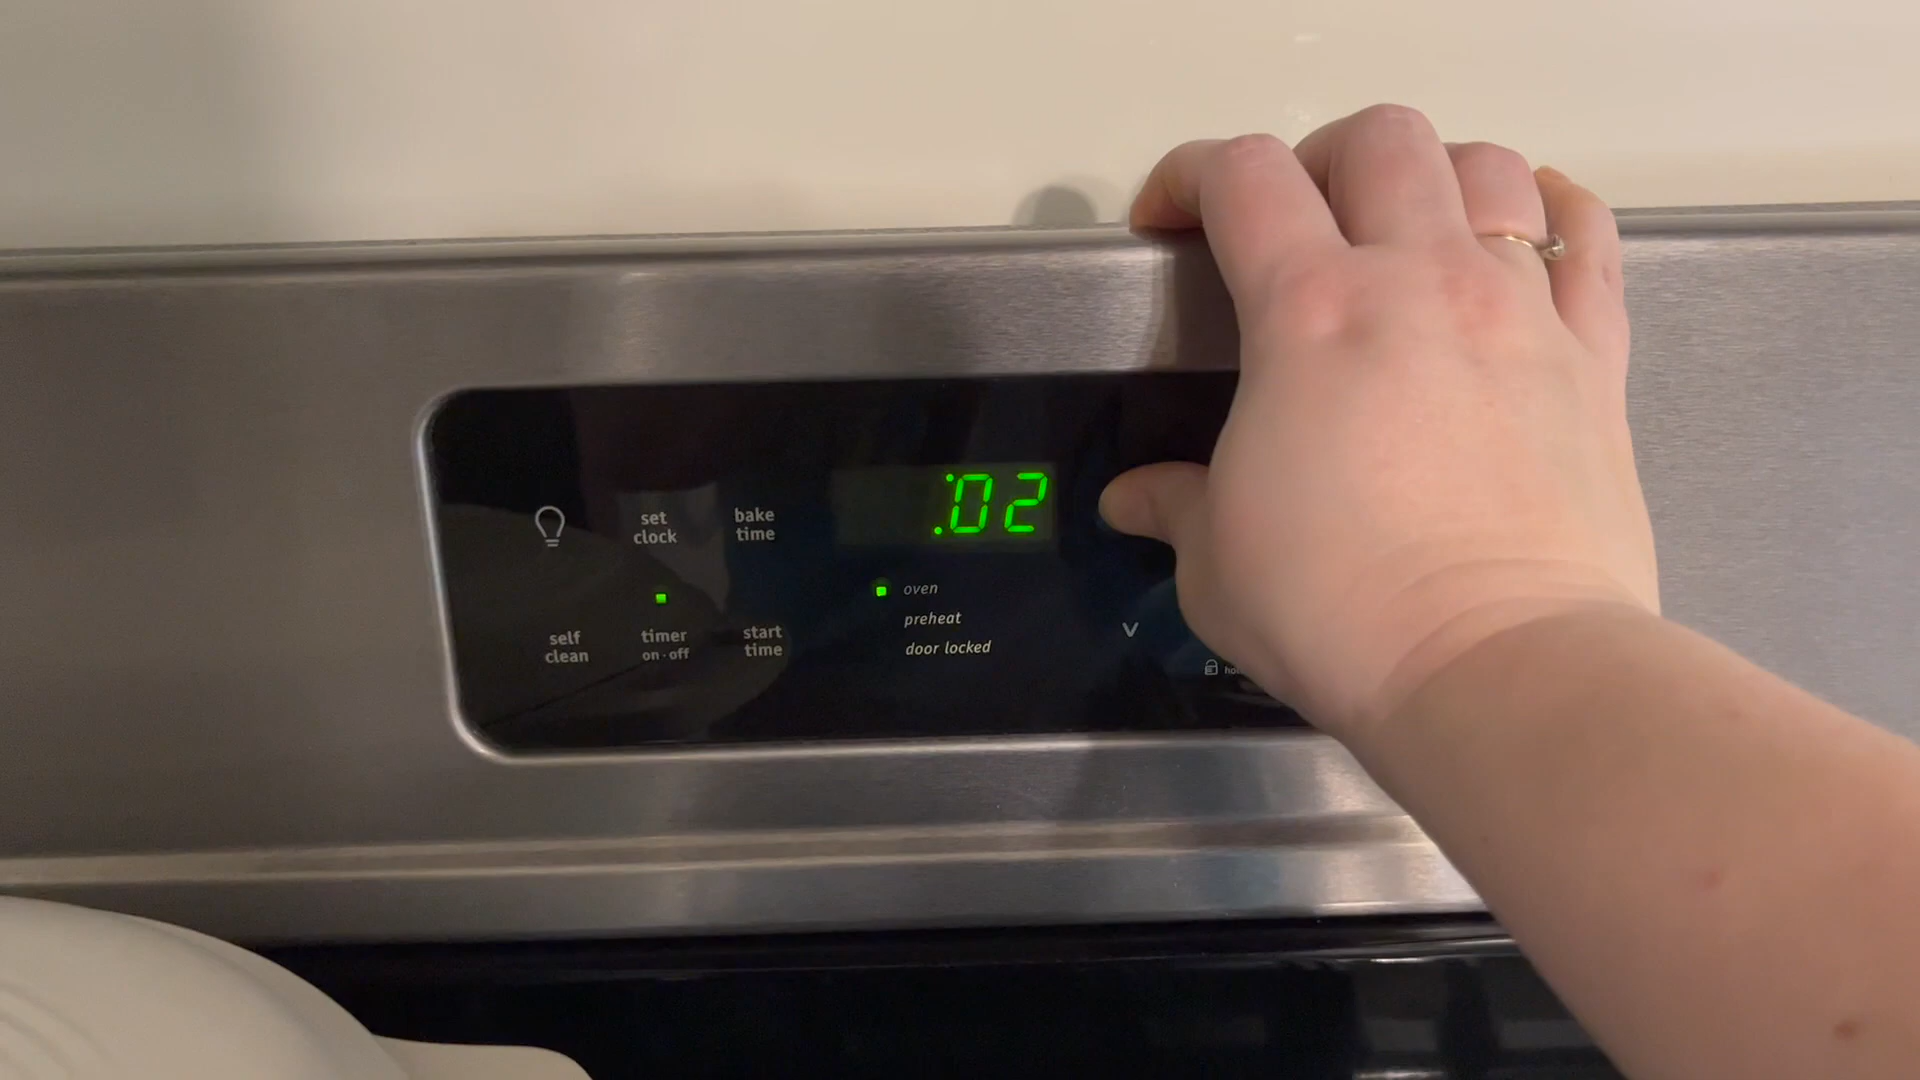 :02
set
clock
bake
time
oven
preheat
door locked
self
clean
timer
on·off
start
time